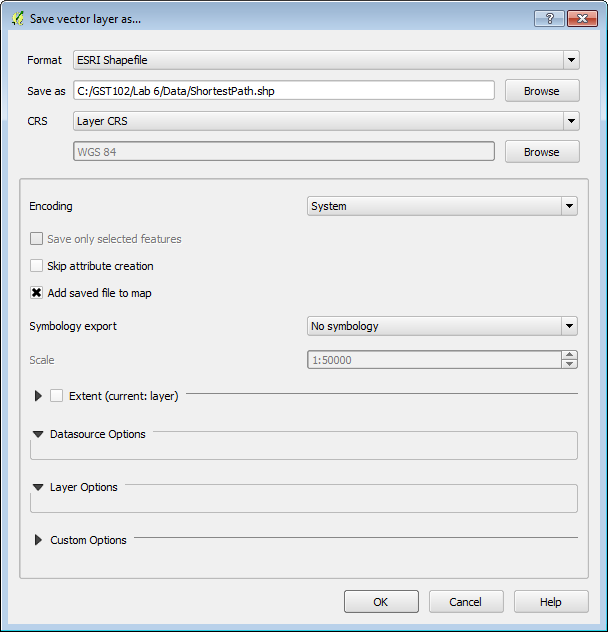 Save vector layer as...
Format ESRI Shapefile
Save as C:/GST102/Lab 6/Data/ShortestPath.shp Browse
CRS Layer CRS
WGS 84 Browse
Encoding System
Save only selected features
Skip attribute creation
Add saved file to map
Symbology export No symbology
Scale 1:50000
Extent (current: layer)
Datasource Options
Layer Options
Custom Options
OK Cancel Help